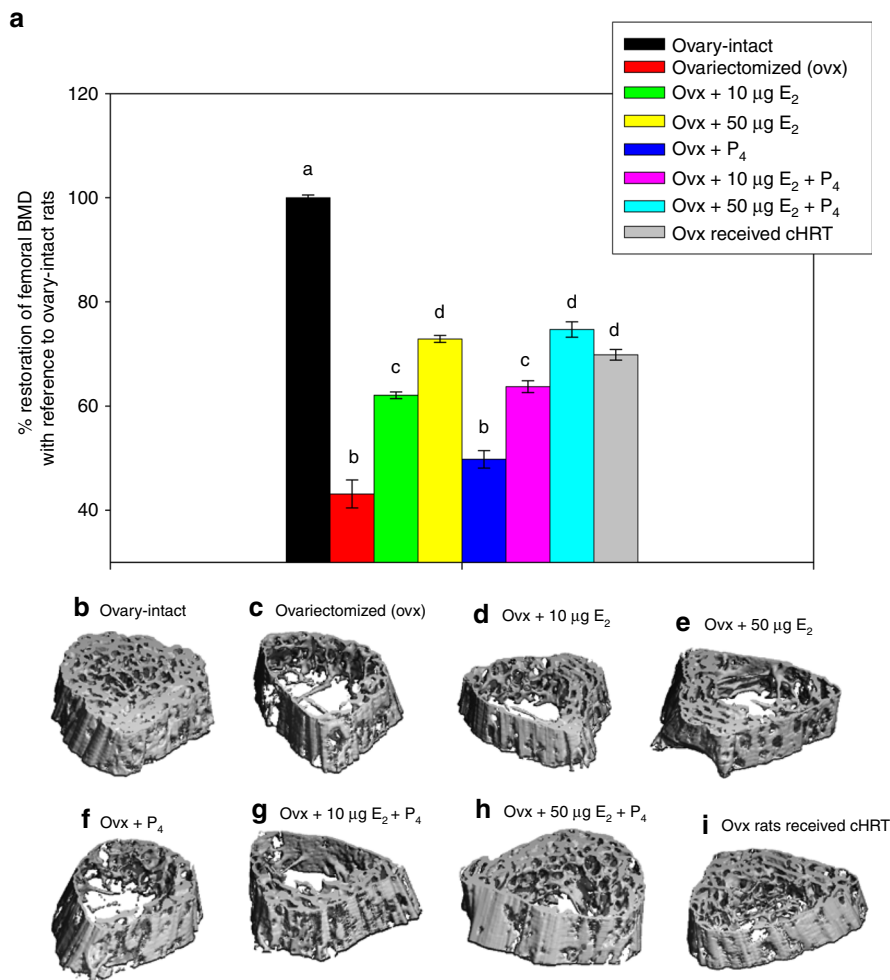 a
Ovary-intact
Ovariectomized (ovx)
Ovx + 10 μg E₂
Ovx + 50 μg E₂
Ovx + P₄
Ovx + 10 μg E₂ + P₄
Ovx + 50 μg E₂ + P₄
Ovx received cHRT
% restoration of femoral BMD
with reference to ovary-intact rats
120
100
80
60
40
a
b
c
d
b
c
d
d
b Ovary-intact
c Ovariectomized (ovx)
d Ovx + 10 μg E₂
e Ovx + 50 μg E₂
f Ovx + P₄
g Ovx + 10 μg E₂ + P₄
h Ovx + 50 μg E₂ + P₄
i Ovx rats received cHRT